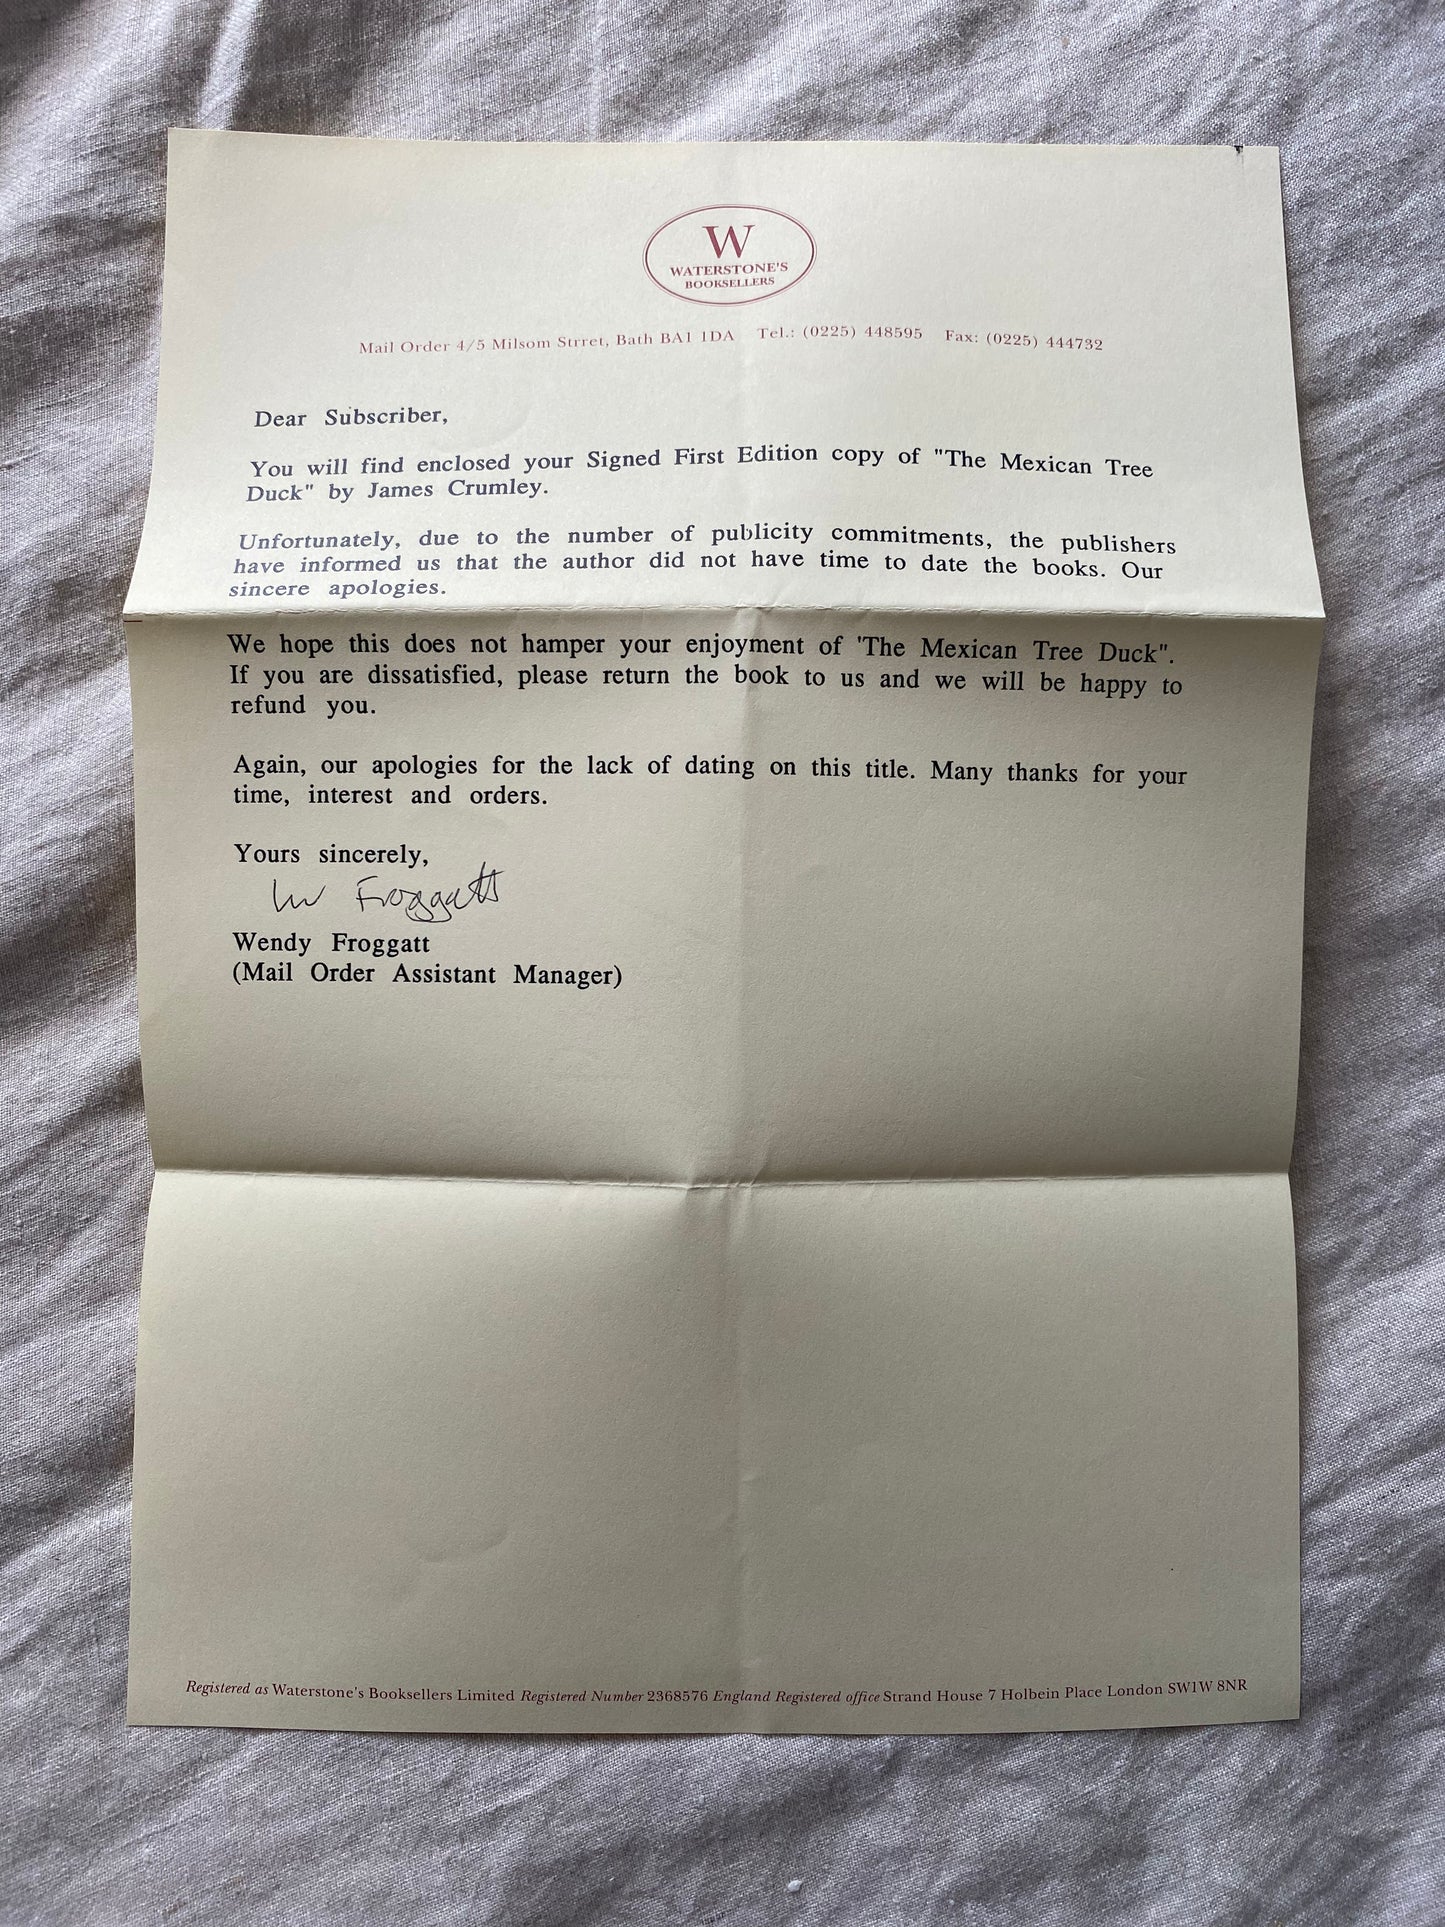 W
WATERSTONE'S
BOOKSELLERS
Mail Order 4/5 Milsom Strret, Bath BA1 1DA Tel.: (0225) 448595 Fax: (0225) 444732
Dear Subscriber,
You will find enclosed your Signed First Edition copy of "The Mexican Tree
Duck" by James Crumley.
Unfortunately, due to the number of publicity commitments, the publishers
have informed us that the author did not have time to date the books. Our
sincere apologies.
We hope this does not hamper your enjoyment of 'The Mexican Tree Duck".
If you are dissatisfied, please return the book to us and we will be happy to
refund you.
Again, our apologies for the lack of dating on this title. Many thanks for your
time, interest and orders.
Yours sincerely,
W Froggatt
Wendy Froggatt
(Mail Order Assistant Manager)
Registered as Waterstone's Booksellers Limited Registered Number 2368576 England Registered office Strand House 7 Holbein Place London SW1W 8NR